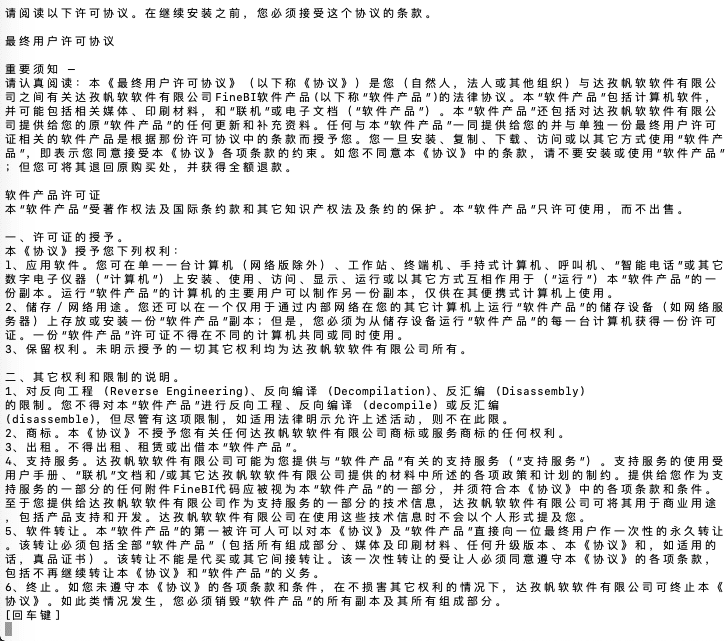 请阅读以下许可协议。在继续安装之前，您必须接受这个协议的条款。
最终用户许可协议
重要须知 —
请认真阅读：本《最终用户许可协议》（以下称《协议》）是您（自然人，法人或其他组织）与达孜帆软软件有限公
司之间有关达孜帆软软件有限公司FineBI软件产品(以下称"软件产品")的法律协议。本"软件产品"包括计算机软件，
并可能包括相关媒体、印刷材料，和"联机"或电子文档（"软件产品"）。本"软件产品"还包括对达孜帆软软件有限公
司提供给您的原"软件产品"的任何更新和补充资料。任何与本"软件产品"一同提供给您的并与单独一份最终用户许可
证相关的软件产品是根据那份许可协议中的条款而授予您。您一旦安装、复制、下载、访问或以其它方式使用"软件产
品"，即表示您同意接受本《协议》各项条款的约束。如您不同意本《协议》中的条款，请不要安装或使用"软件产品"
；但您可将其退回原购买处，并获得全额退款。
软件产品许可证
本"软件产品"受著作权法及国际条约款和其它知识产权法及条约的保护。本"软件产品"只许可使用，而不出售。
一、许可证的授予。
本《协议》授予您下列权利：
1、应用软件。您可在单一一台计算机（网络版除外）、工作站、终端机、手持式计算机、呼叫机、"智能电话"或其它
数字电子仪器（"计算机"）上安装、使用、访问、显示、运行或以其它方式互相作用于（"运行"）本"软件产品"的一
份副本。运行"软件产品"的计算机的主要用户可以制作另一份副本，仅供在其便携式计算机上使用。
2、储存／网络用途。您还可以在一个仅用于通过内部网络在您的其它计算机上运行"软件产品"的储存设备（如网络服
务器）上存放或安装一份"软件产品"副本；但是，您必须为从储存设备运行"软件产品"的每一台计算机获得一份许可
证。一份"软件产品"许可证不得在不同的计算机共同或同时使用。
3、保留权利。未明示授予的一切其它权利均为达孜帆软软件有限公司所有。
二、其它权利和限制的说明。
1、对反向工程 (Reverse Engineering)、反向编译 (Decompilation)、反汇编 (Disassembly)
的限制。您不得对本"软件产品"进行反向工程、反向编译 (decompile) 或反汇编
(disassemble)，但尽管有这项限制，如适用法律明示允许上述活动，则不在此限。
2、商标。本《协议》不授予您有关任何达孜帆软软件有限公司商标或服务商标的任何权利。
3、出租。不得出租、租赁或出借本"软件产品"。
4、支持服务。达孜帆软软件有限公司可能为您提供与"软件产品"有关的支持服务（"支持服务"）。支持服务的使用受
用户手册、"联机"文档和/或其它达孜帆软软件有限公司提供的材料中所述的各项政策和计划的制约。提供给您作为支
持服务的一部分的任何附件FineBI代码应被视为本"软件产品"的一部分，并须符合本《协议》中的各项条款和条件。
至于您提供给达孜帆软软件有限公司作为支持服务的一部分的技术信息，达孜帆软软件有限公司可将其用于商业用途
，包括产品支持和开发。达孜帆软软件有限公司在使用这些技术信息时不会以个人形式提及您。
5、软件转让。本"软件产品"的第一被许可人可以对本《协议》及"软件产品"直接向一位最终用户作一次性的永久转让
。该转让必须包括全部"软件产品"（包括所有组成部分、媒体及印刷材料、任何升级版本、本《协议》和，如适用的
话，真品证书）。该转让不能是代买或其它间接转让。该一次性转让的受让人必须同意遵守本《协议》的各项条款，
包括不再继续转让本《协议》和"软件产品"的义务。
6、终止。如您未遵守本《协议》的各项条款和条件，在不损害其它权利的情况下，达孜帆软软件有限公司可终止本《
协议》。如此类情况发生，您必须销毁"软件产品"的所有副本及其所有组成部分。
[回车键]